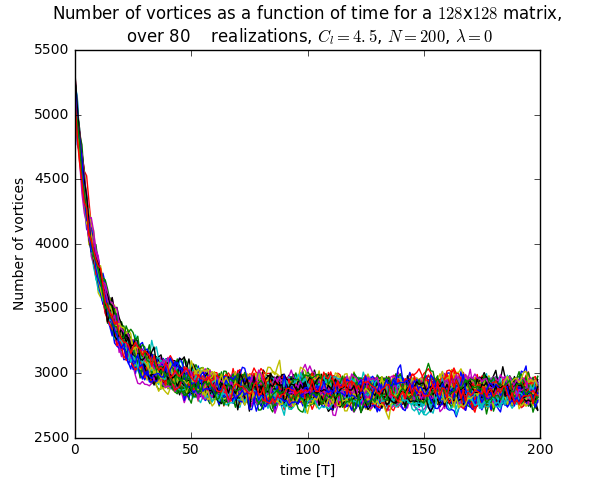 Number of vortices as a function of time for a 128x128 matrix,
over 80 realizations, C_l = 4.5, N = 200, λ = 0
5500
5000
4500
4000
3500
3000
2500
Number of vortices
0 50 100 150 200
time [T]